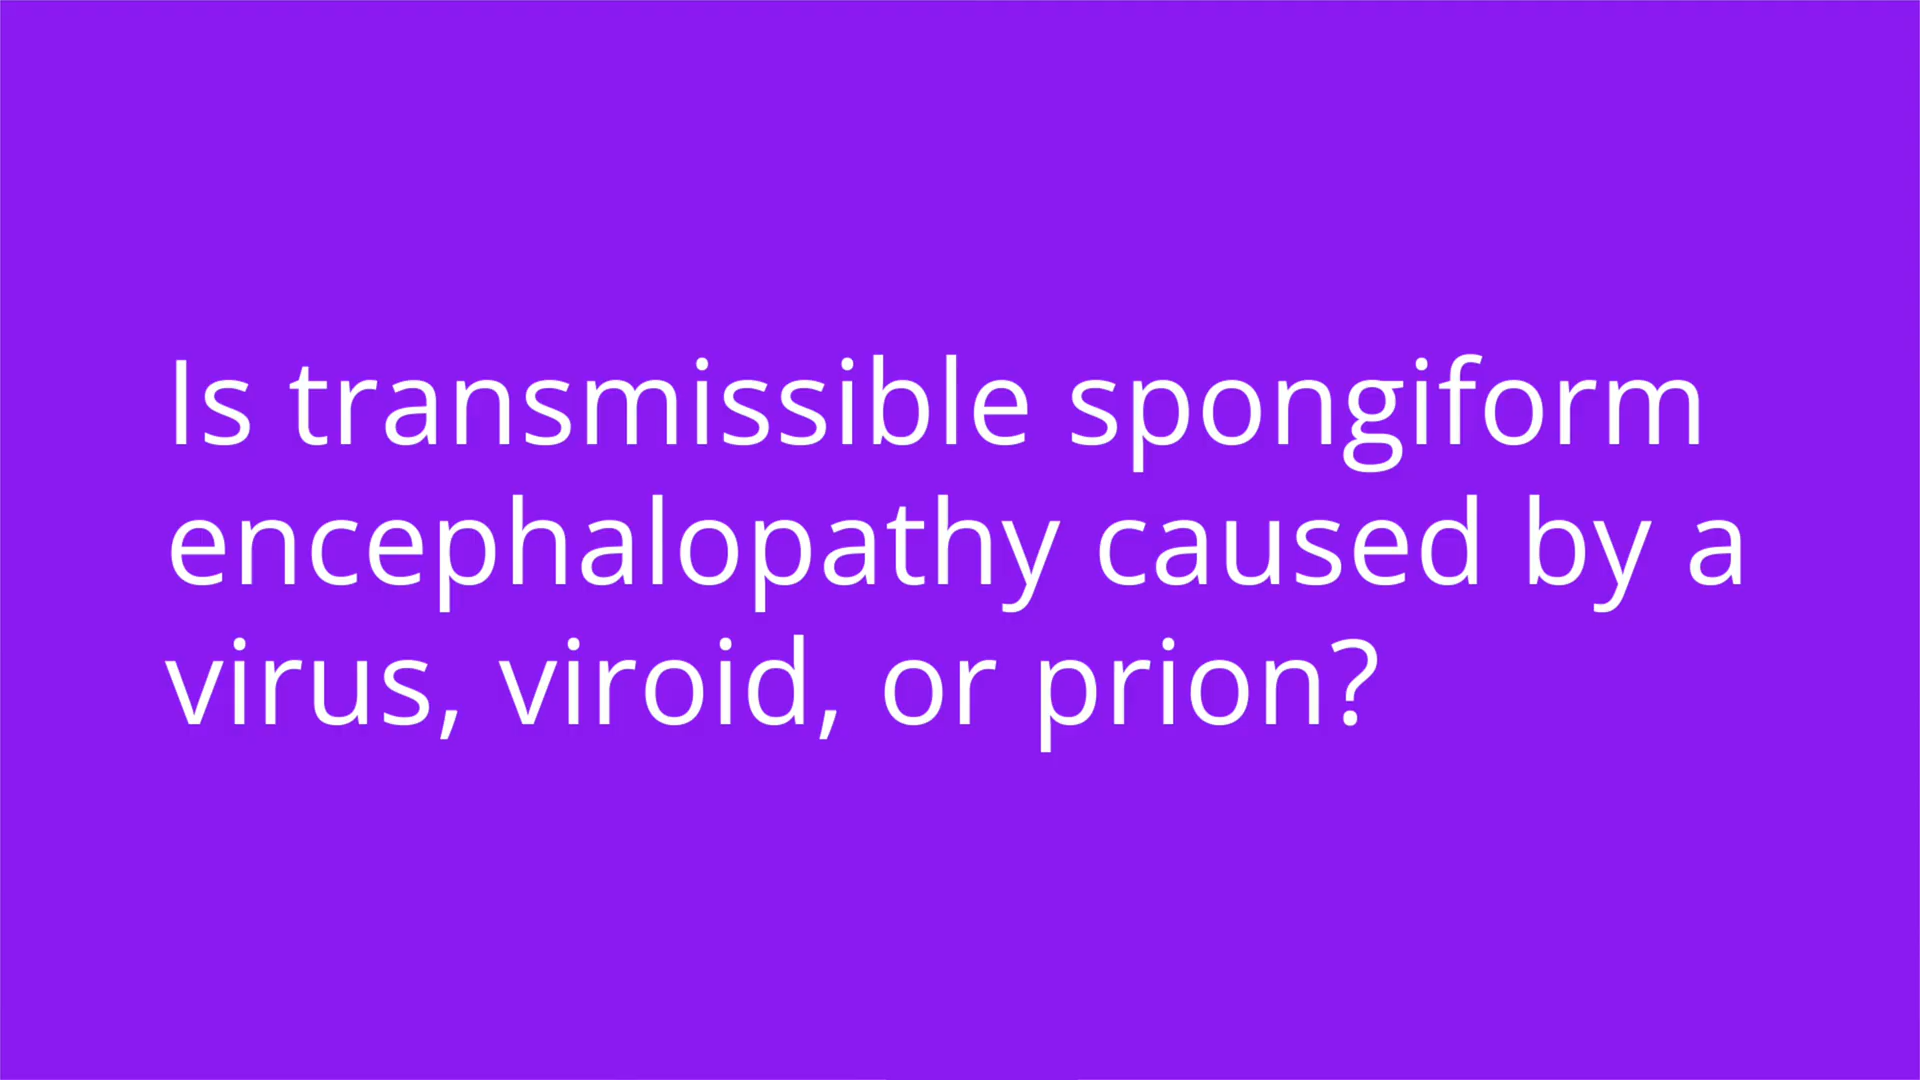 Is transmissible spongiform
encephalopathy caused by a
virus, viroid, or prion?